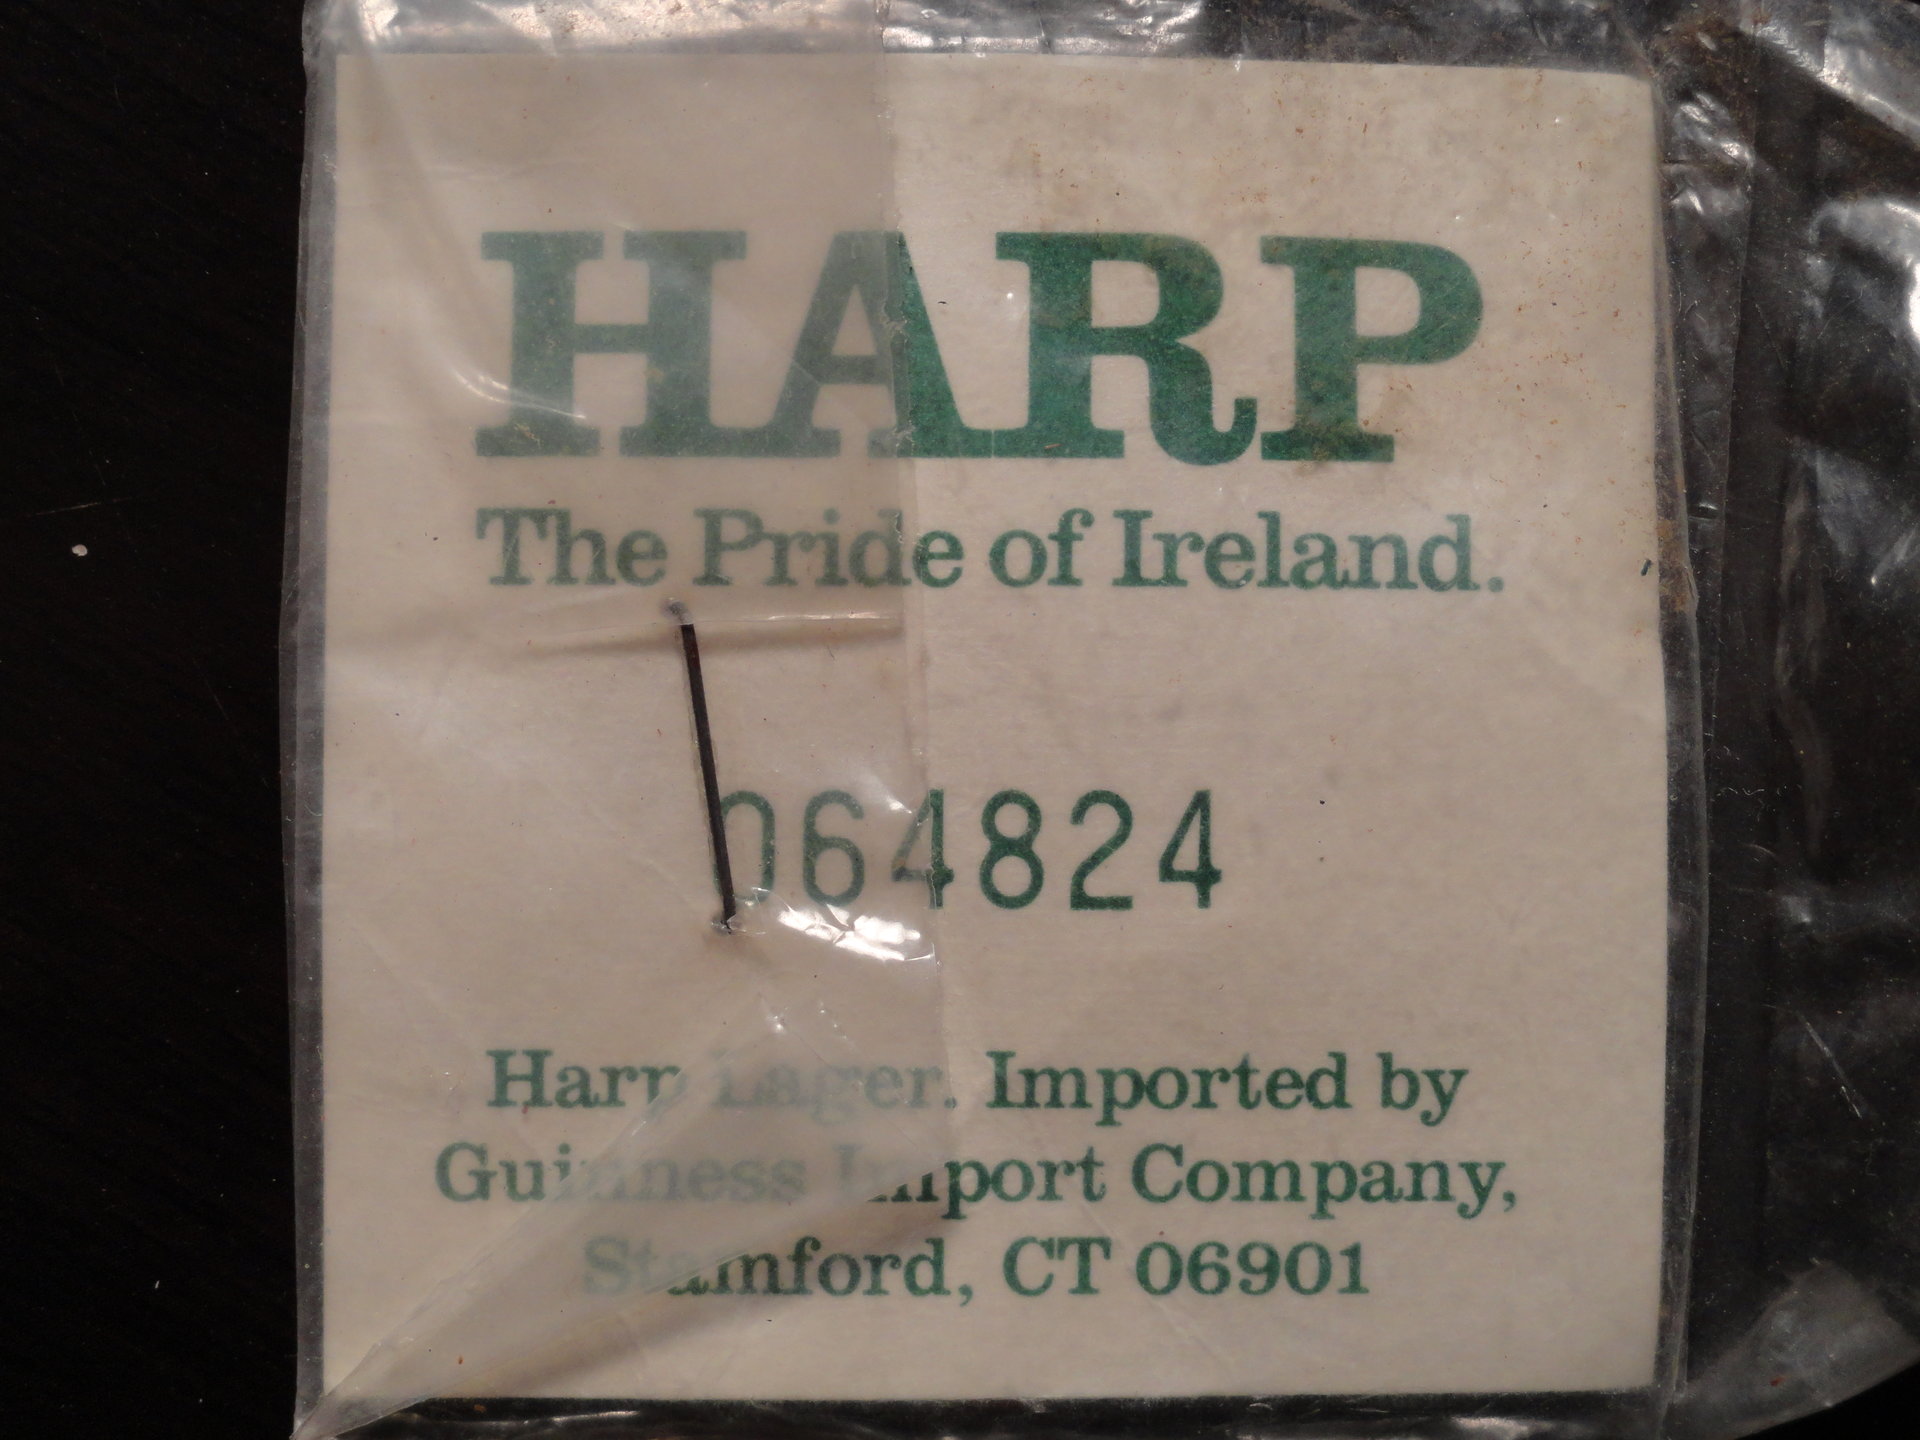 HARP
The Pride of Ireland.
064824
Harp Lager. Imported by
Guinness Import Company,
Stamford, CT 06901